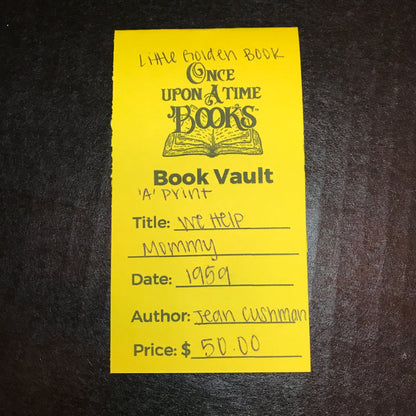 Little Golden Book
ONCE
UPON A TIME
BOOKS™
Book Vault
'A' print
Title: We Help
Mommy
Date: 1959
Author: Jean Cushman
Price: $ 50.00